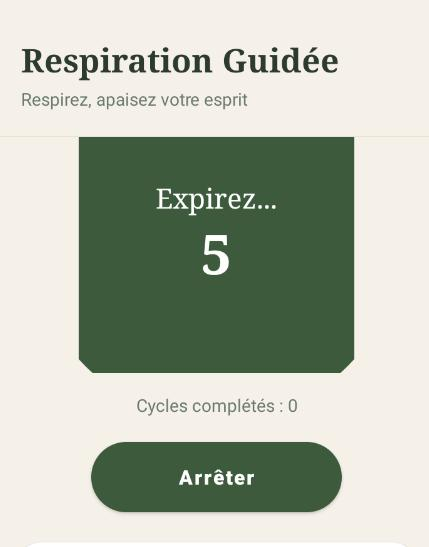 Respiration Guidée
Respirez, apaisez votre esprit
Expirez...
5
Cycles complétés : 0
Arrêter